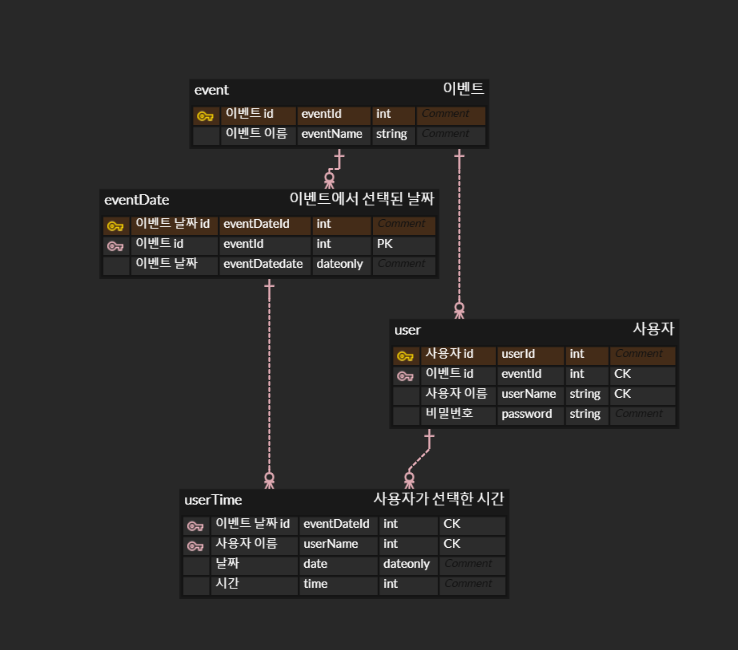 event 이벤트
이벤트 id eventId int Comment
이벤트 이름 eventName string Comment
eventDate 이벤트에서 선택된 날짜
이벤트 날짜 id eventDateId int Comment
이벤트 id eventId int PK
이벤트 날짜 eventDatedate dateonly Comment
user 사용자
사용자 id userId int Comment
이벤트 id eventId int CK
사용자 이름 userName string CK
비밀번호 password string Comment
userTime 사용자가 선택한 시간
이벤트 날짜 id eventDateId int CK
사용자 이름 userName int CK
날짜 date dateonly Comment
시간 time int Comment